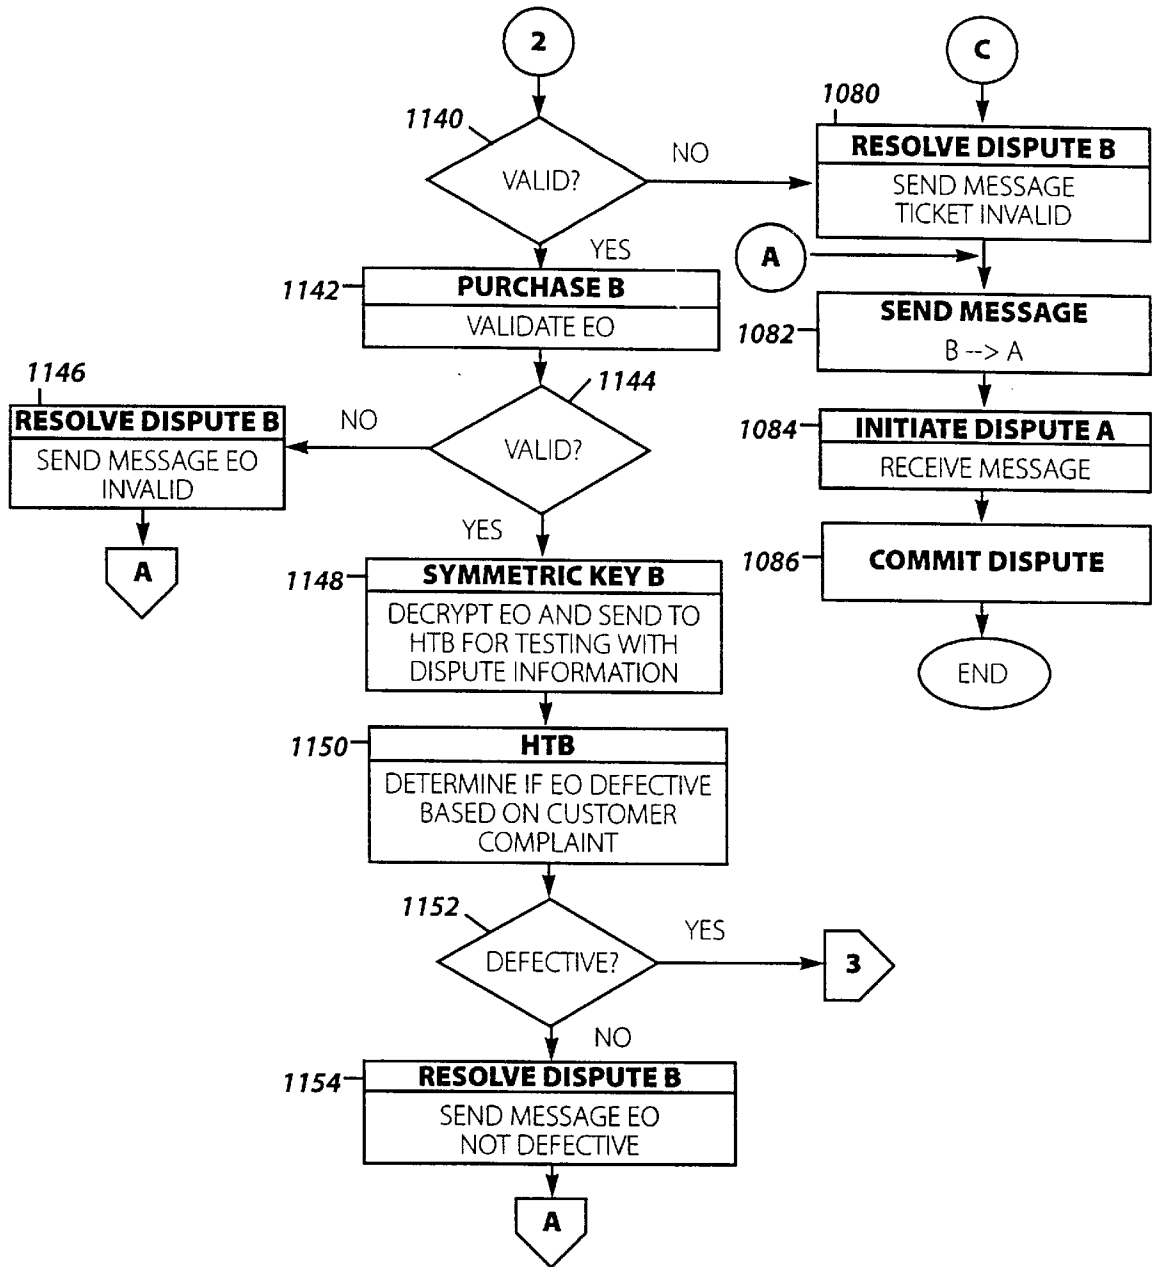 2
1140
VALID?
NO
YES
1142
PURCHASE B
VALIDATE EO
1144
VALID?
NO
1146
RESOLVE DISPUTE B
SEND MESSAGE EO
INVALID
A
YES
1148
SYMMETRIC KEY B
DECRYPT EO AND SEND TO
HTB FOR TESTING WITH
DISPUTE INFORMATION
1150
HTB
DETERMINE IF EO DEFECTIVE
BASED ON CUSTOMER
COMPLAINT
1152
DEFECTIVE?
YES
3
NO
1154
RESOLVE DISPUTE B
SEND MESSAGE EO
NOT DEFECTIVE
A
C
1080
RESOLVE DISPUTE B
SEND MESSAGE
TICKET INVALID
A
1082
SEND MESSAGE
B --> A
1084
INITIATE DISPUTE A
RECEIVE MESSAGE
1086
COMMIT DISPUTE
END